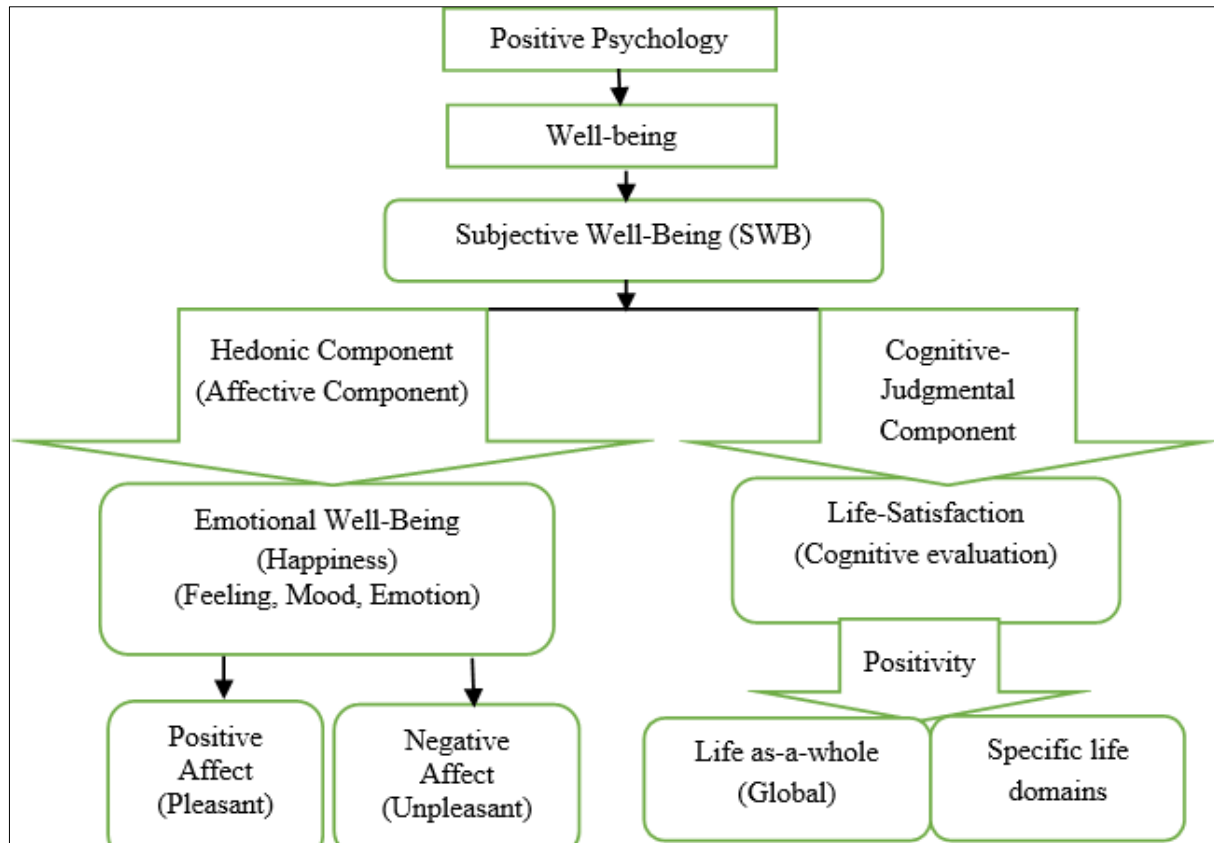 Positive Psychology
Well-being
Subjective Well-Being (SWB)
Hedonic Component
(Affective Component)
Cognitive-
Judgmental
Component
Emotional Well-Being
(Happiness)
(Feeling, Mood, Emotion)
Life-Satisfaction
(Cognitive evaluation)
Positivity
Positive
Affect
(Pleasant)
Negative
Affect
(Unpleasant)
Life as-a-whole
(Global)
Specific life
domains